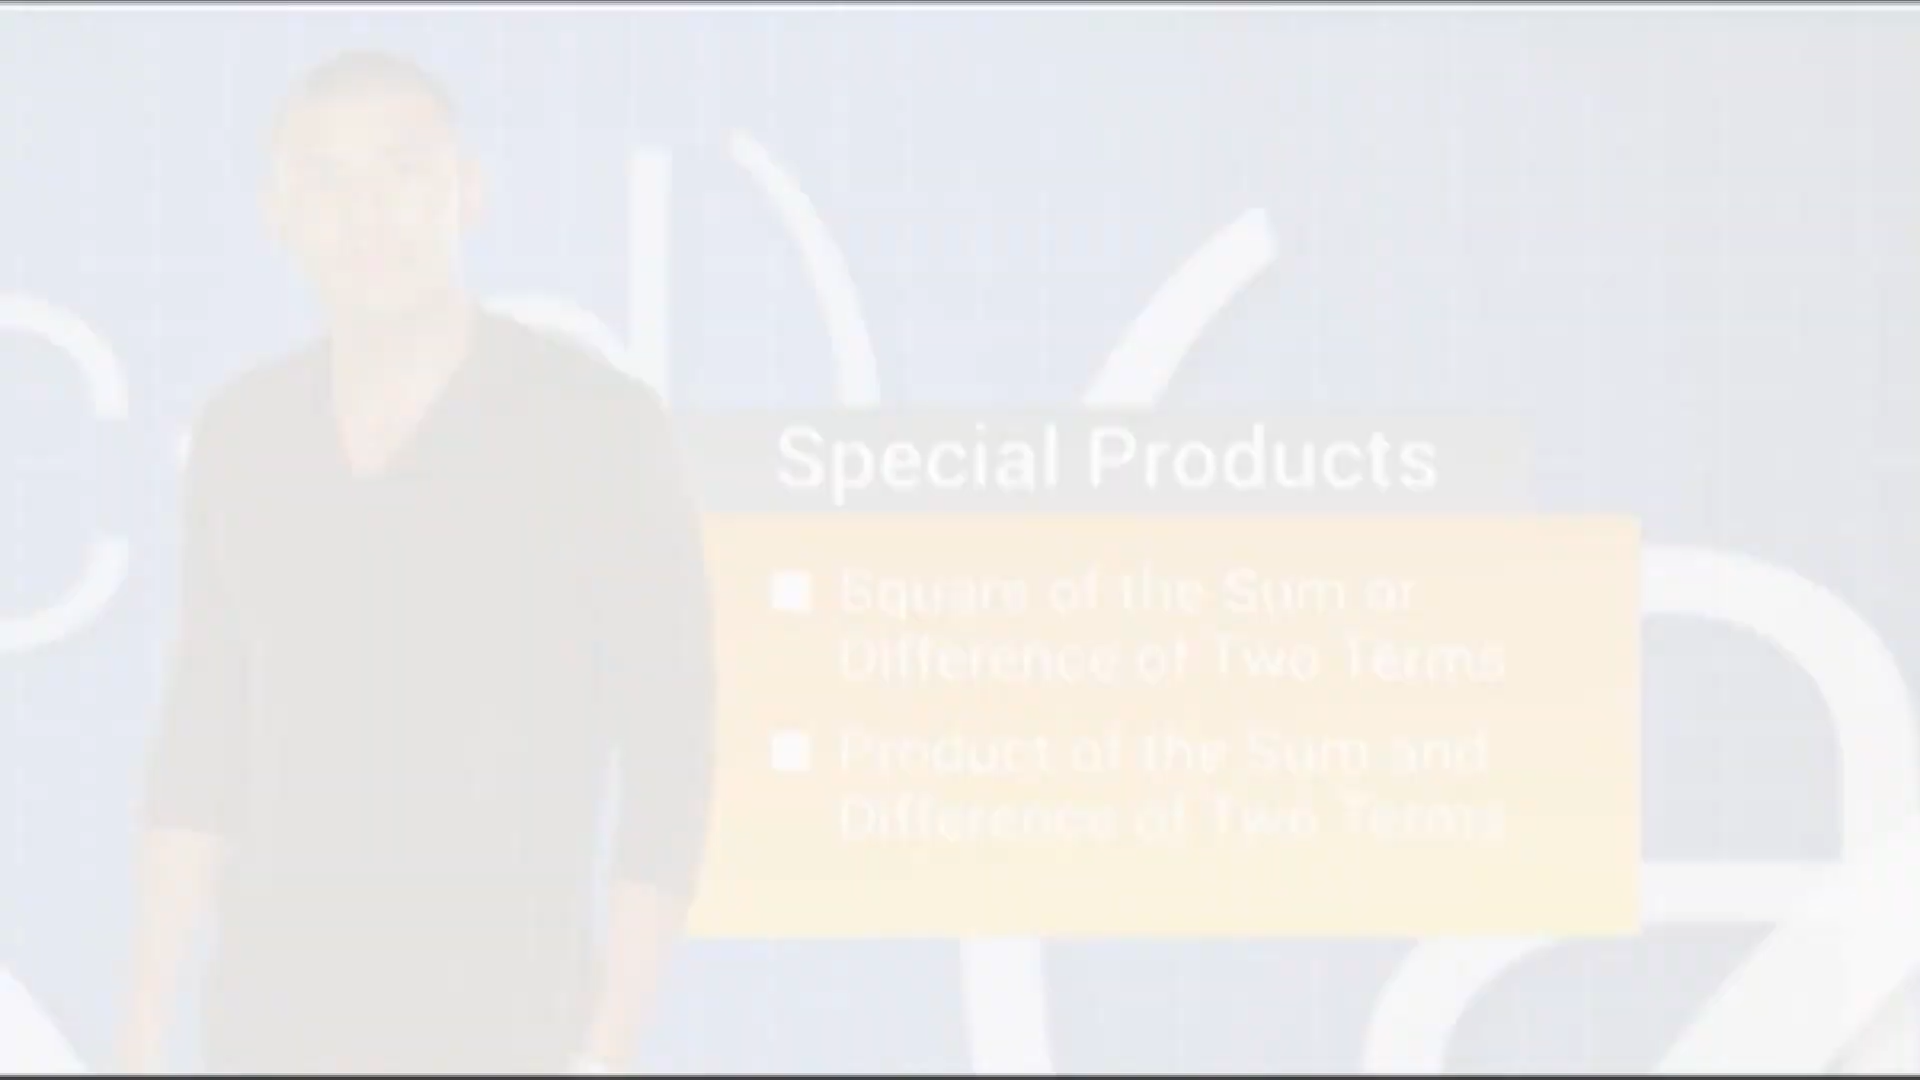 Special Products
Square of the Sum or
Difference of Two Terms
Product of the Sum and
Difference of Two Terms